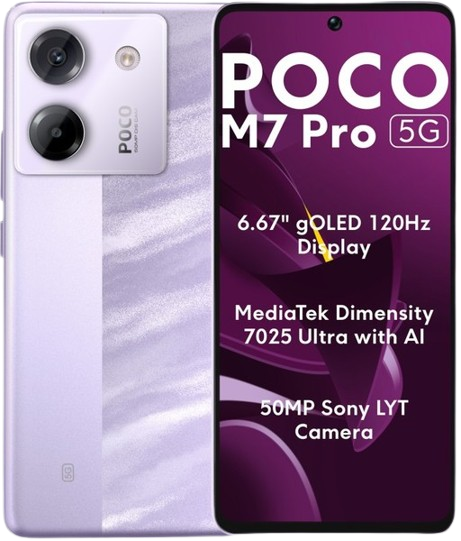 POCO
POCO
M7 Pro 5G
6.67" gOLED 120Hz
Display
MediaTek Dimensity
7025 Ultra with AI
50MP Sony LYT
Camera
5G